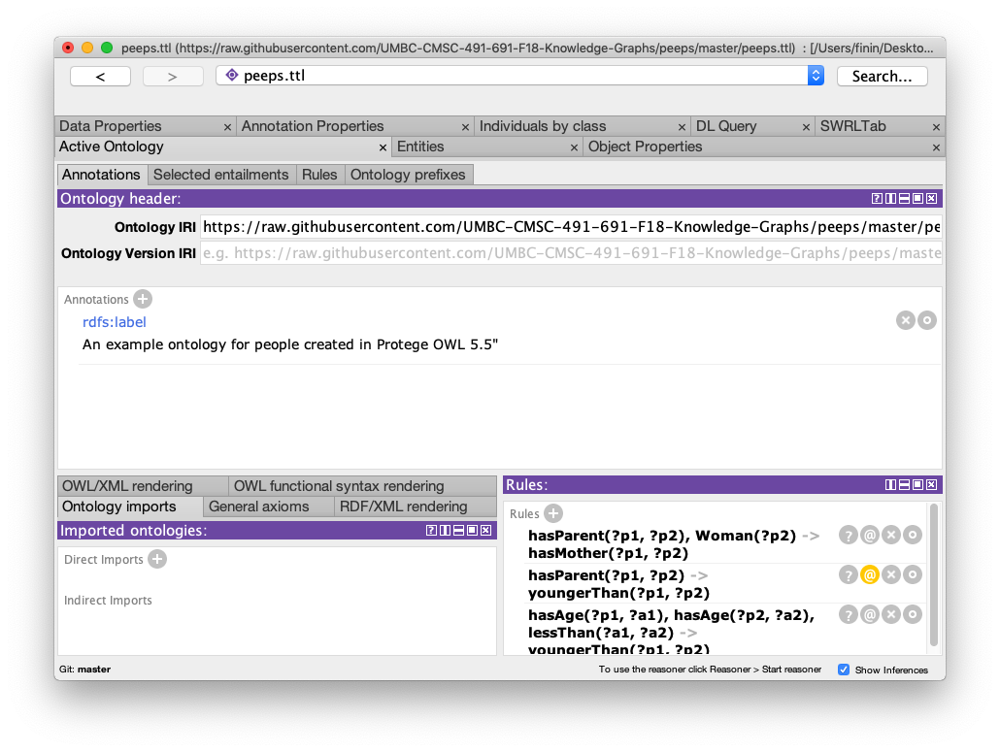 peeps.ttl (https://raw.githubusercontent.com/UMBC-CMSC-491-691-F18-Knowledge-Graphs/peeps/master/peeps.ttl) : [/Users/finin/Deskto...
< > peeps.ttl Search...
Data Properties × Annotation Properties × Individuals by class × DL Query × SWRLTab ×
Active Ontology × Entities × Object Properties ×
Annotations Selected entailments Rules Ontology prefixes
Ontology header:
Ontology IRI https://raw.githubusercontent.com/UMBC-CMSC-491-691-F18-Knowledge-Graphs/peeps/master/pe
Ontology Version IRI e.g. https://raw.githubusercontent.com/UMBC-CMSC-491-691-F18-Knowledge-Graphs/peeps/maste
Annotations
rdfs:label
An example ontology for people created in Protege OWL 5.5"
OWL/XML rendering OWL functional syntax rendering
Ontology imports General axioms RDF/XML rendering
Imported ontologies:
Direct Imports
Indirect Imports
Rules:
Rules
hasParent(?p1, ?p2), Woman(?p2) ->
hasMother(?p1, ?p2)
hasParent(?p1, ?p2) ->
youngerThan(?p1, ?p2)
hasAge(?p1, ?a1), hasAge(?p2, ?a2),
lessThan(?a1, ?a2) ->
youngerThan(?p1, ?p2)
Git: master
To use the reasoner click Reasoner > Start reasoner Show Inferences